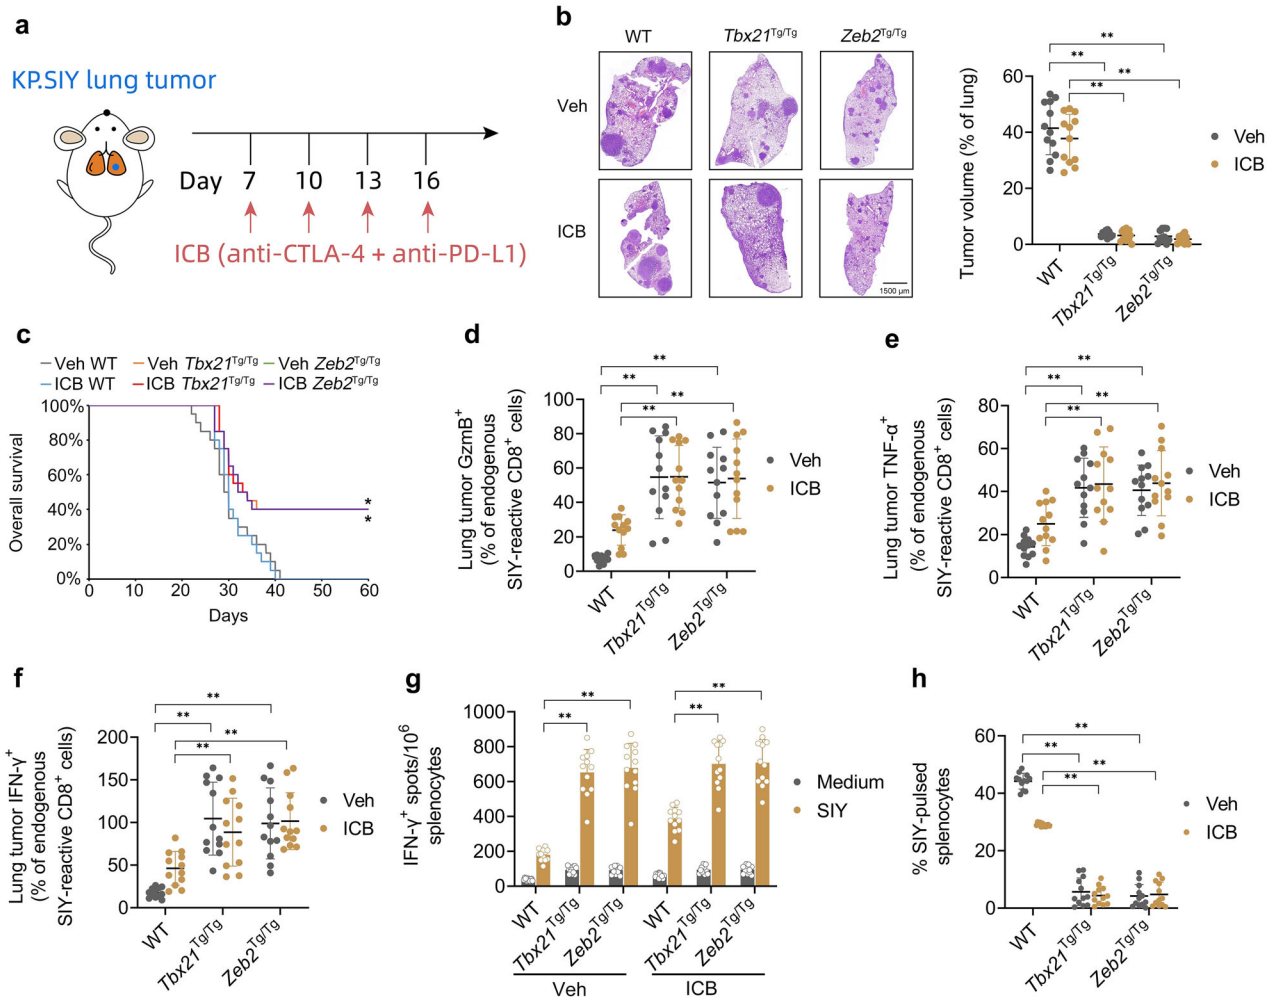 a
KP.SIY lung tumor
Day 7 10 13 16
ICB (anti-CTLA-4 + anti-PD-L1)
b
WT Tbx21Tg/Tg Zeb2Tg/Tg
Veh
ICB
1500 μm
** 
**
**
**
Tumor volume (% of lung)
60
40
20
0
WT
Tbx21Tg/Tg
Zeb2Tg/Tg
Veh
ICB
c
Veh WT Veh Tbx21Tg/Tg Veh Zeb2Tg/Tg
ICB WT ICB Tbx21Tg/Tg ICB Zeb2Tg/Tg
Overall survival
100%
80%
60%
40%
20%
0%
*
*
0 10 20 30 40 50 60
Days
d
**
**
**
**
Lung tumor GzmB+
(% of endogenous
SIY-reactive CD8+ cells)
100
80
60
40
20
0
WT
Tbx21Tg/Tg
Zeb2Tg/Tg
Veh
ICB
e
**
**
**
**
Lung tumor TNF-α+
(% of endogenous
SIY-reactive CD8+ cells)
80
60
40
20
0
WT
Tbx21Tg/Tg
Zeb2Tg/Tg
Veh
ICB
f
**
**
**
**
Lung tumor IFN-γ+
(% of endogenous
SIY-reactive CD8+ cells)
200
150
100
50
0
WT
Tbx21Tg/Tg
Zeb2Tg/Tg
Veh
ICB
g
**
**
**
**
IFN-γ+ spots/106
splenocytes
1000
800
600
400
200
0
WT
Tbx21Tg/Tg
Zeb2Tg/Tg
WT
Tbx21Tg/Tg
Zeb2Tg/Tg
Veh ICB
Medium
SIY
h
**
**
**
**
% SIY-pulsed
splenocytes
60
40
20
0
WT
Tbx21Tg/Tg
Zeb2Tg/Tg
Veh
ICB